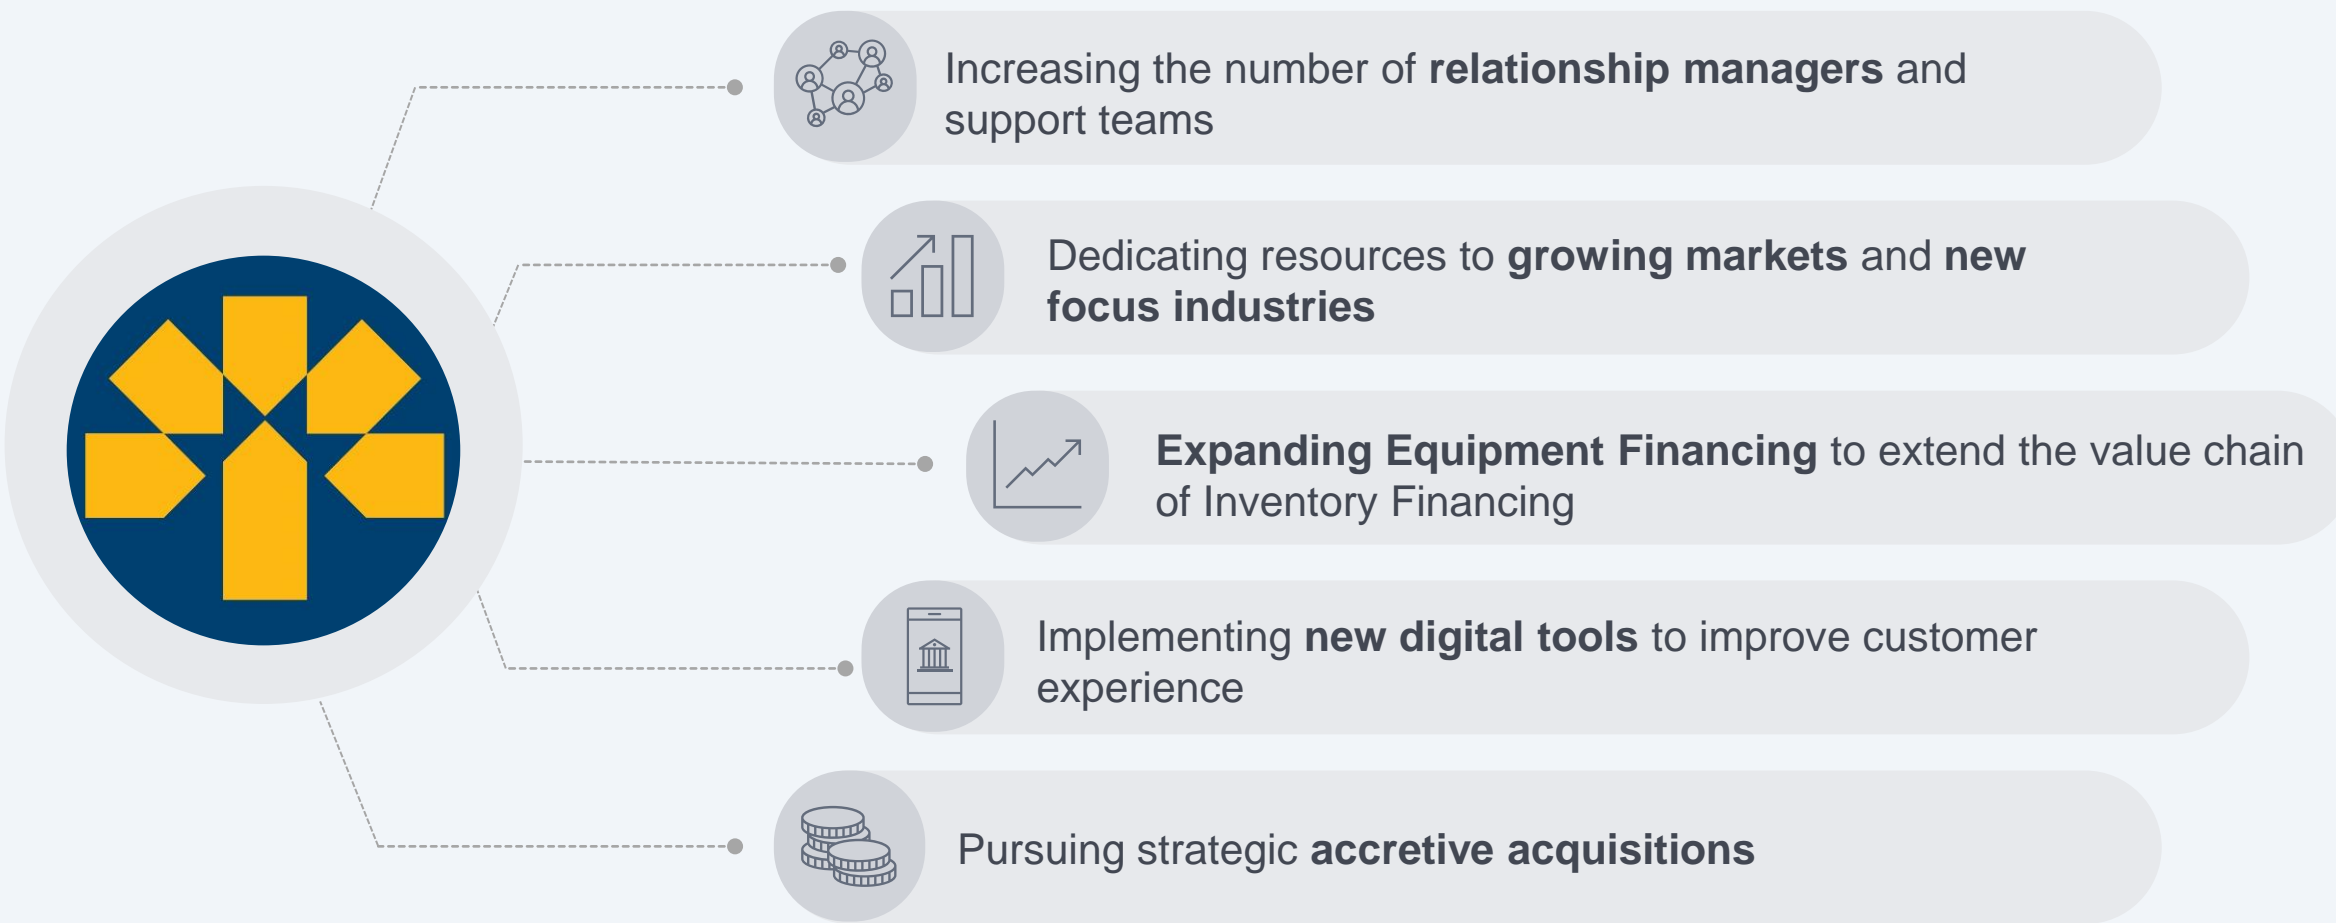 Increasing the number of relationship managers and
support teams
Dedicating resources to growing markets and new
focus industries
Expanding Equipment Financing to extend the value chain
of Inventory Financing
Implementing new digital tools to improve customer
experience
Pursuing strategic accretive acquisitions